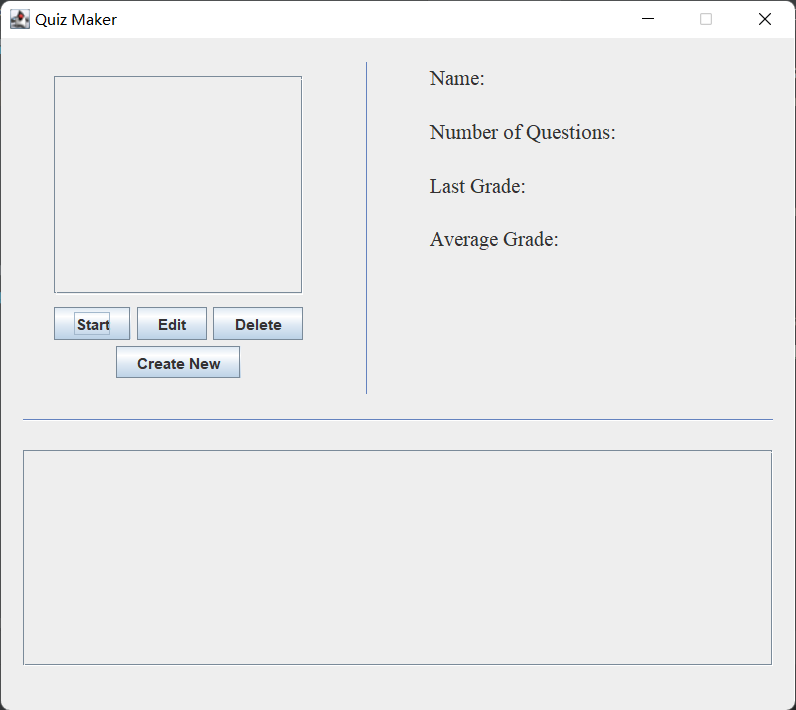 Quiz Maker
Name:
Number of Questions:
Last Grade:
Average Grade:
Start Edit Delete
Create New